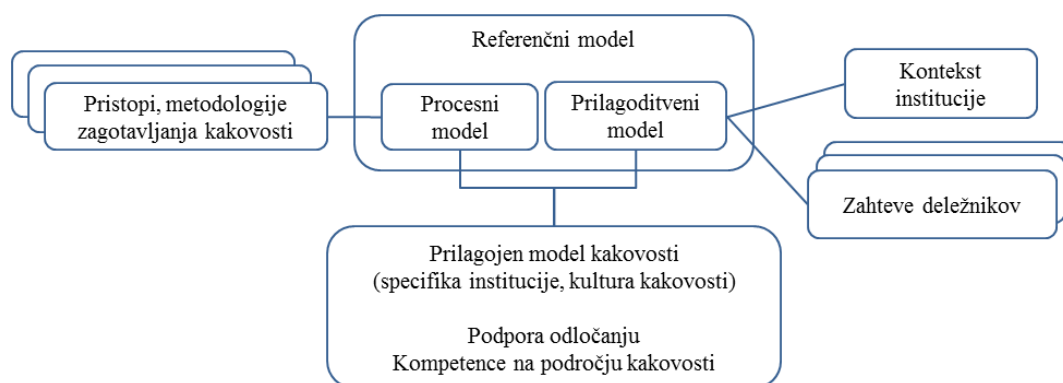 Referenčni model
Pristopi, metodologije
zagotavljanja kakovosti
Procesni
model
Prilagoditveni
model
Kontekst
institucije
Zahteve deležnikov
Prilagojen model kakovosti
(specifika institucije, kultura kakovosti)
Podpora odločanju
Kompetence na področju kakovosti